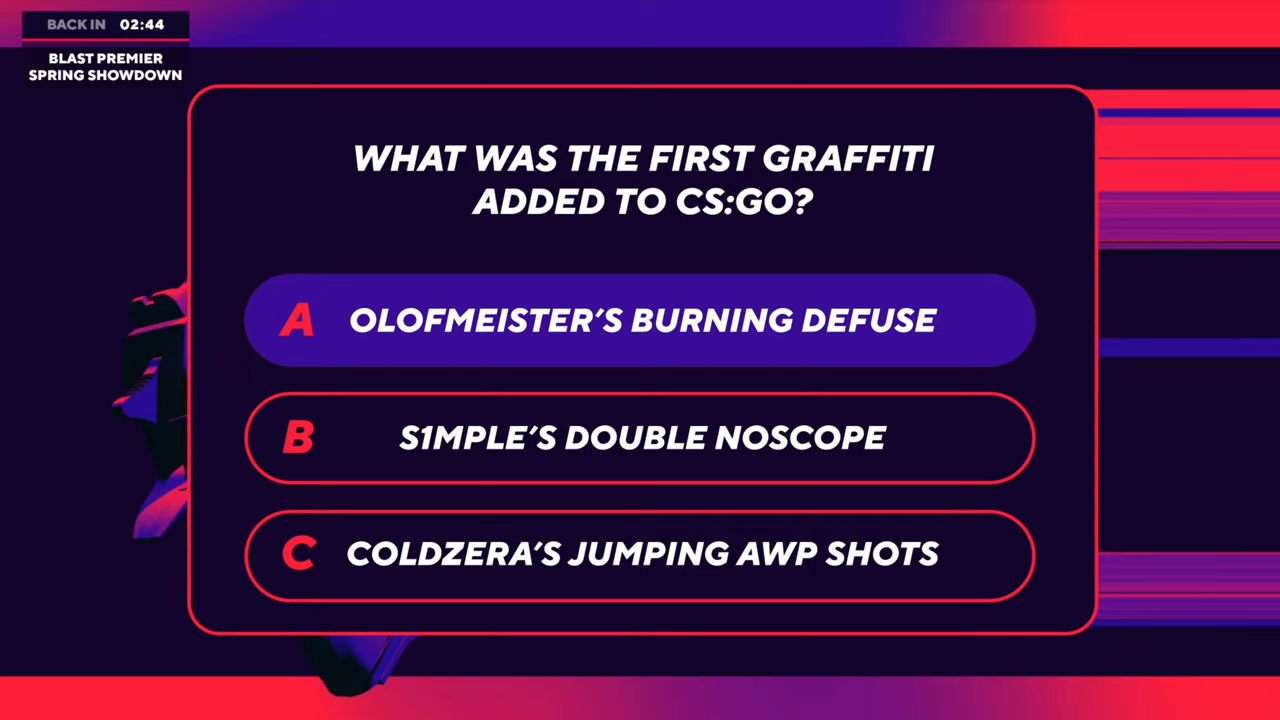 BACK IN 02:44
BLAST PREMIER
SPRING SHOWDOWN
WHAT WAS THE FIRST GRAFFITI
ADDED TO CS:GO?
A OLOFMEISTER'S BURNING DEFUSE
B S1MPLE'S DOUBLE NOSCOPE
C COLDZERA'S JUMPING AWP SHOTS